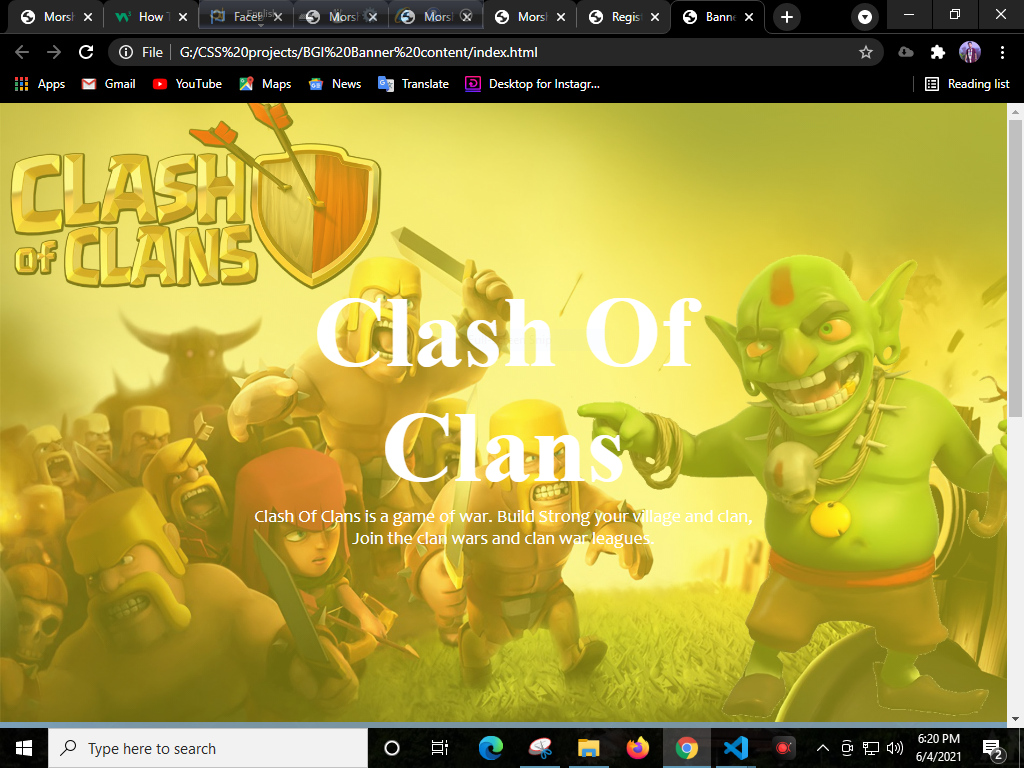 Morsh
How T
Facet
English
Morsh
Morsh
Morsh
Regis
Banne
File
G:/CSS%20projects/BGI%20Banner%20content/index.html
Apps
Gmail
YouTube
Maps
News
Translate
Desktop for Instagr...
Reading list
CLASH
OF CLANS
Clash Of
Clans
Clash Of Clans is a game of war. Build Strong your village and clan,
Join the clan wars and clan war leagues.
Type here to search
6:20 PM
6/4/2021
2